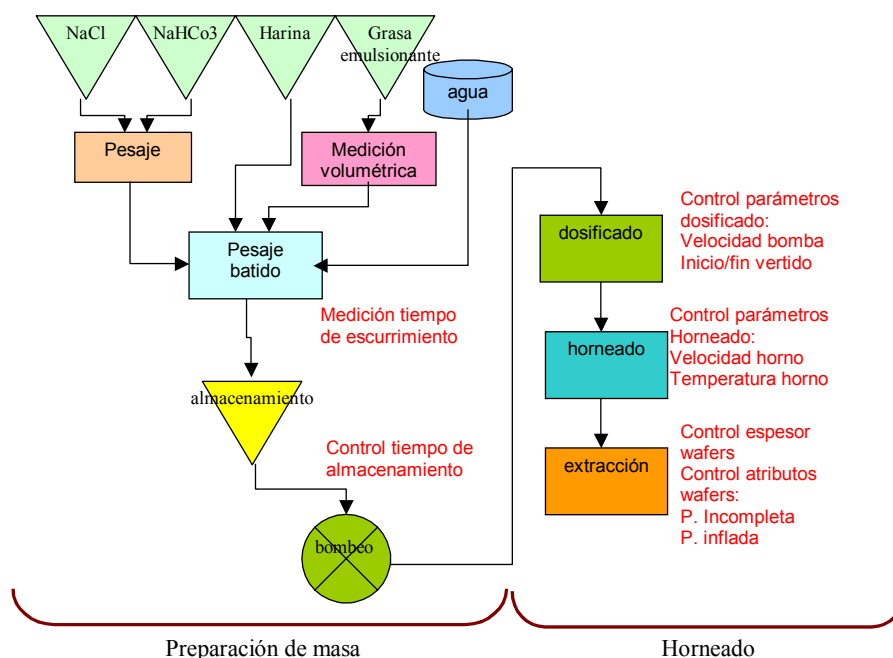 NaCl
NaHCo3
Harina
Grasa
emulsionante
agua
Pesaje
Medición
volumétrica
Pesaje
batido
Medición tiempo
de escurrimiento
almacenamiento
Control tiempo de
almacenamiento
bombeo
Control parámetros
dosificado:
Velocidad bomba
Inicio/fin vertido
dosificado
Control parámetros
Horneado:
Velocidad horno
Temperatura horno
horneado
Control espesor
wafers
Control atributos
wafers:
P. Incompleta
P. inflada
extracción
Preparación de masa
Horneado